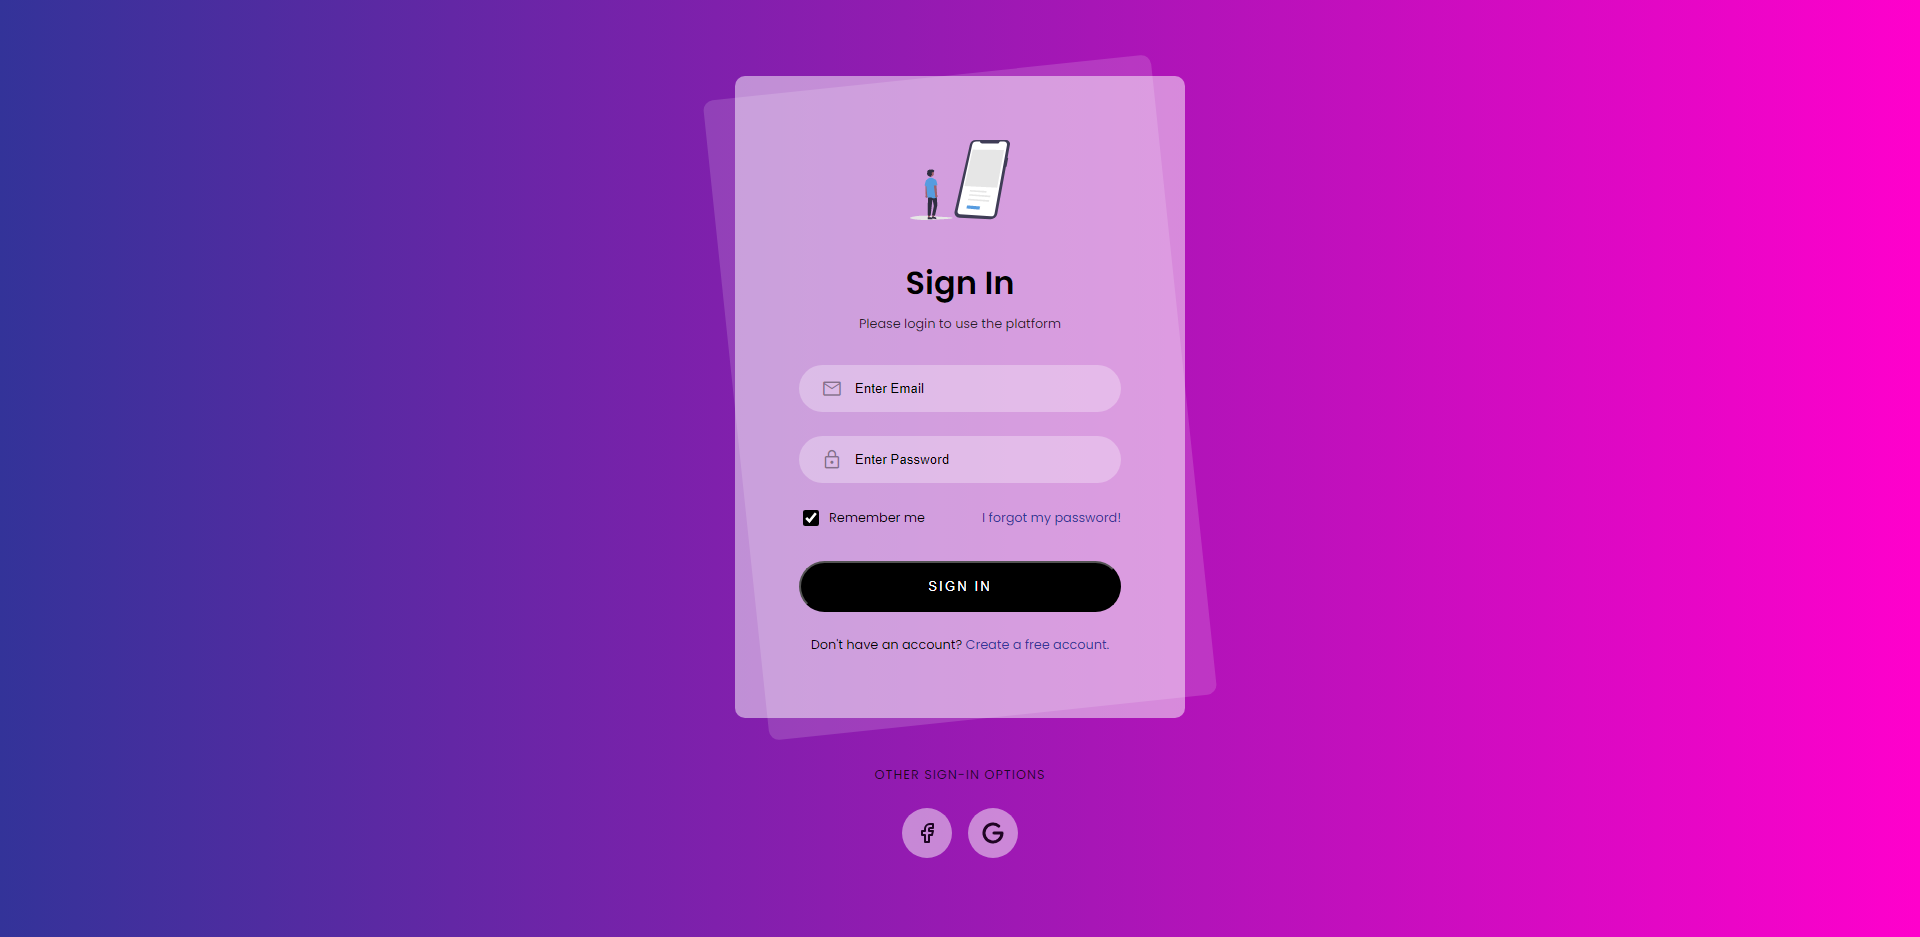 Sign In
Please login to use the platform
Enter Email
Enter Password
Remember me
I forgot my password!
SIGN IN
Don't have an account? Create a free account.
OTHER SIGN-IN OPTIONS